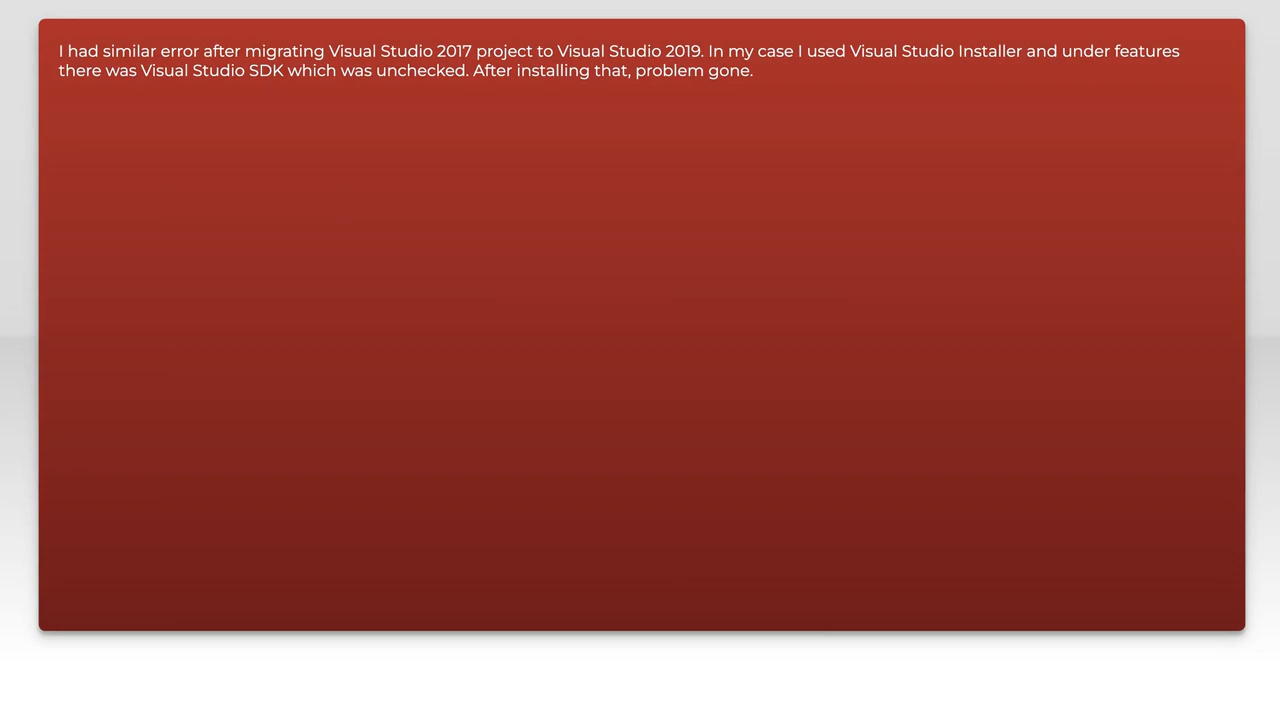 I had similar error after migrating Visual Studio 2017 project to Visual Studio 2019. In my case I used Visual Studio Installer and under features
there was Visual Studio SDK which was unchecked. After installing that, problem gone.